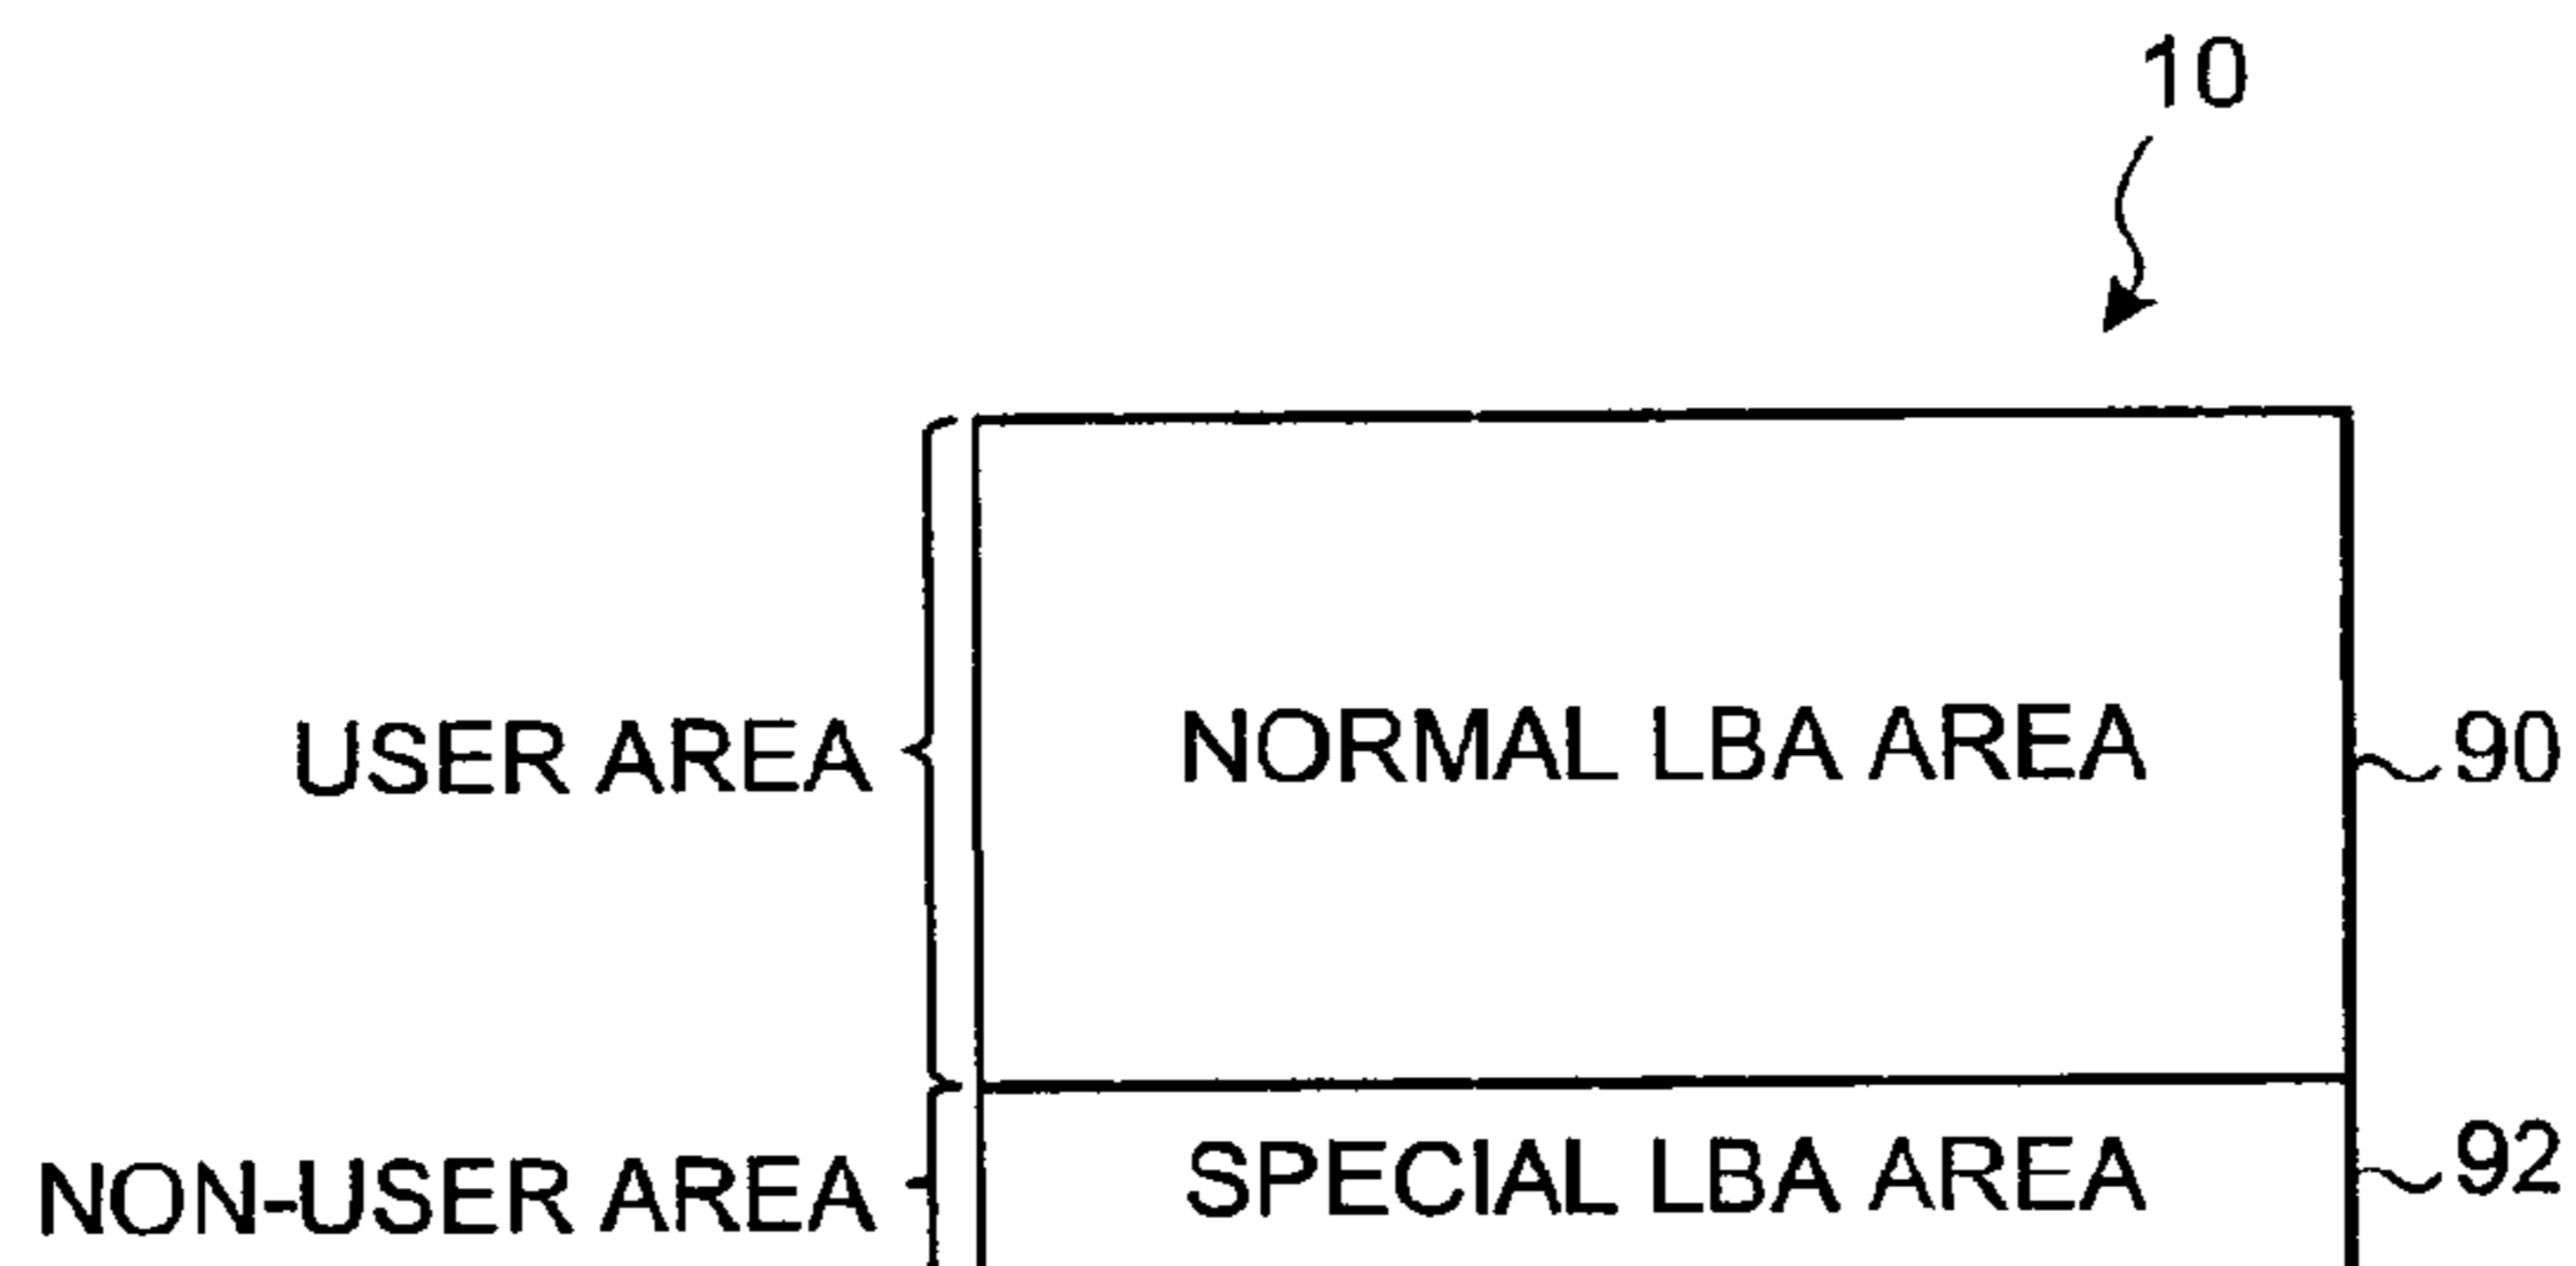 10
USER AREA
NORMAL LBA AREA
90
NON-USER AREA
SPECIAL LBA AREA
92